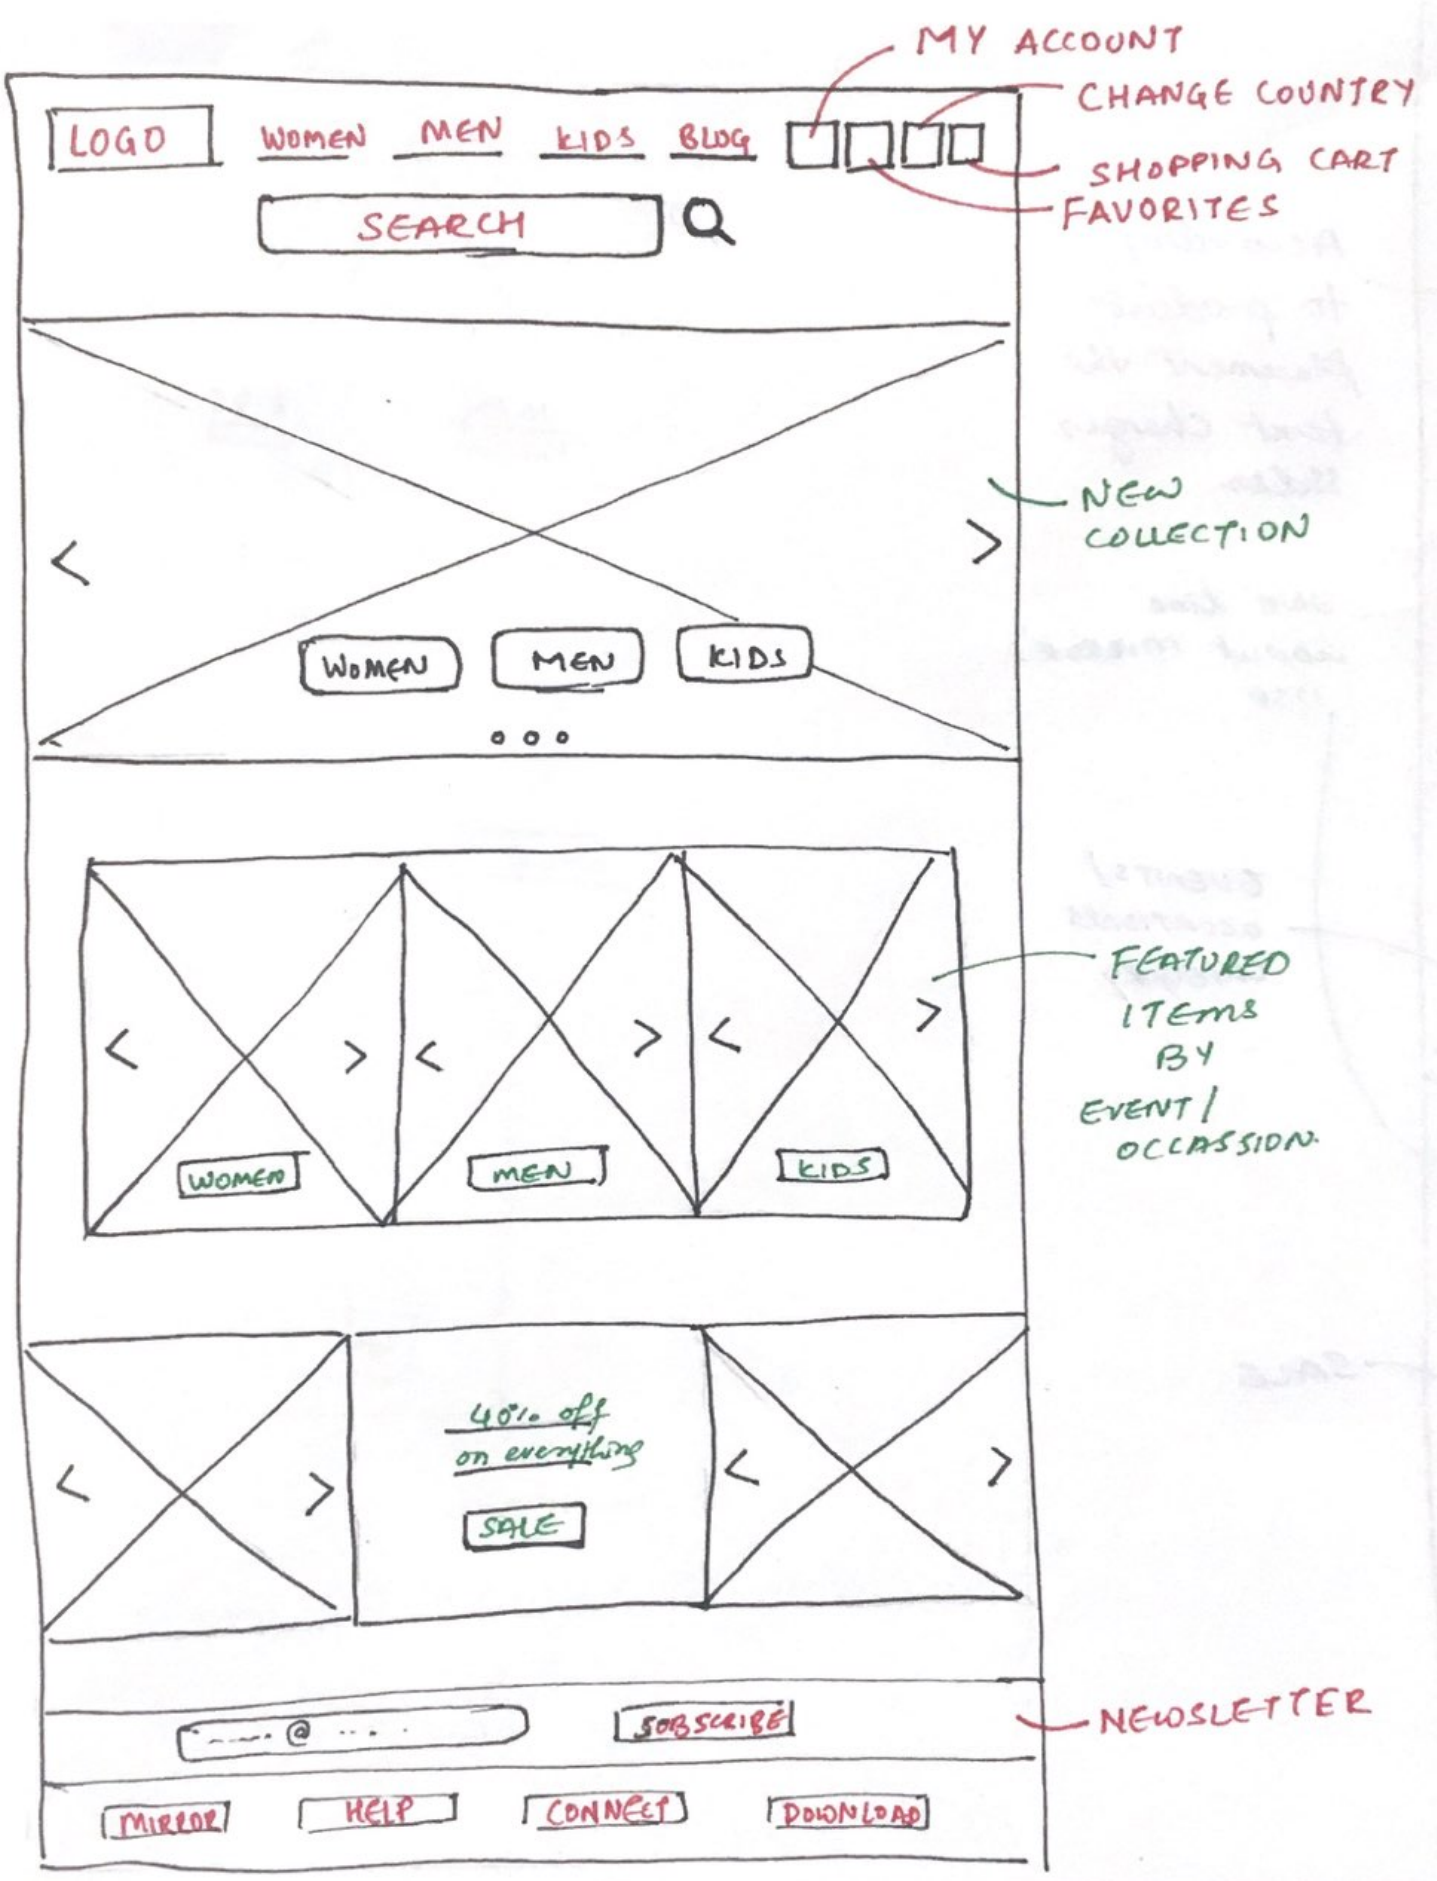 MY ACCOUNT
CHANGE COUNTRY
LOGO WOMEN MEN KIDS BLOG
SHOPPING CART
FAVORITES
SEARCH
NEW
COLLECTION
WOMEN MEN KIDS
FEATURED
ITEMS
BY
EVENT/
OCCASSION.
WOMEN MEN KIDS
40% off
on everything
SALE
-----@ ... .
SUBSCRIBE
NEWSLETTER
MIRROR HELP CONNECT DOWNLOAD